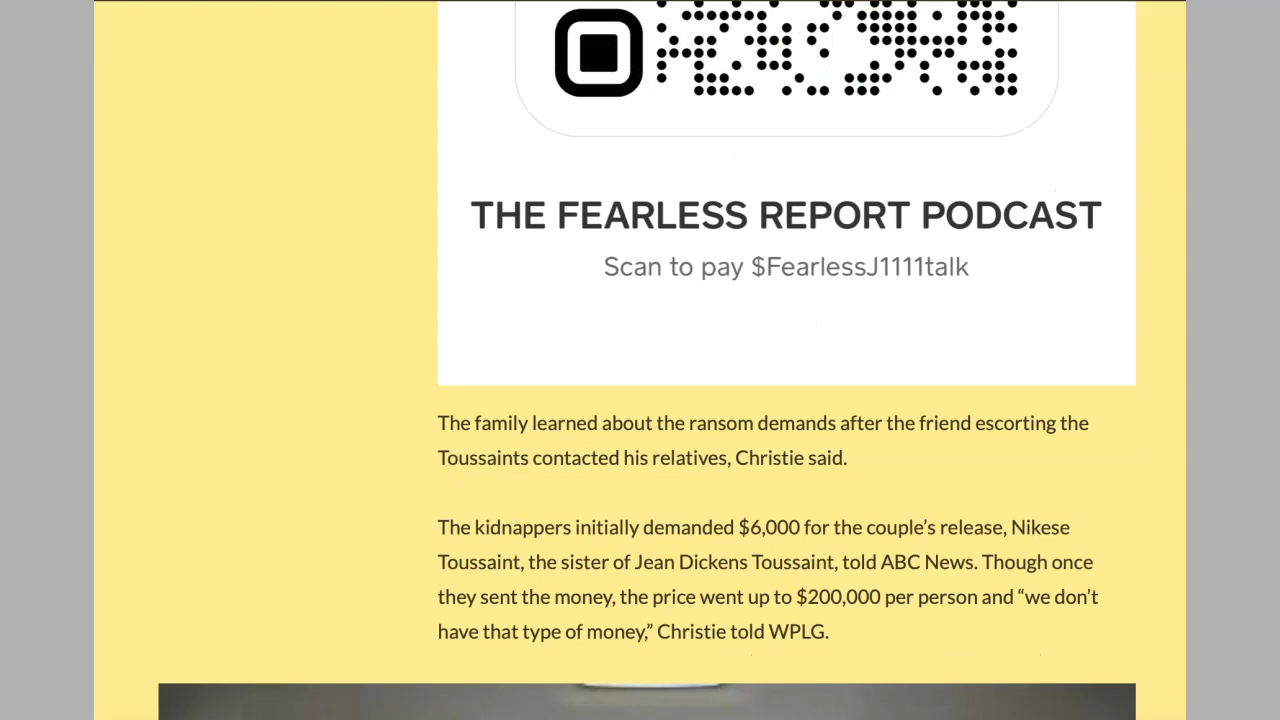 THE FEARLESS REPORT PODCAST
Scan to pay $FearlessJ1111talk
The family learned about the ransom demands after the friend escorting the
Toussaints contacted his relatives, Christie said.
The kidnappers initially demanded $6,000 for the couple’s release, Nikese
Toussaint, the sister of Jean Dickens Toussaint, told ABC News. Though once
they sent the money, the price went up to $200,000 per person and “we don’t
have that type of money,” Christie told WPLG.